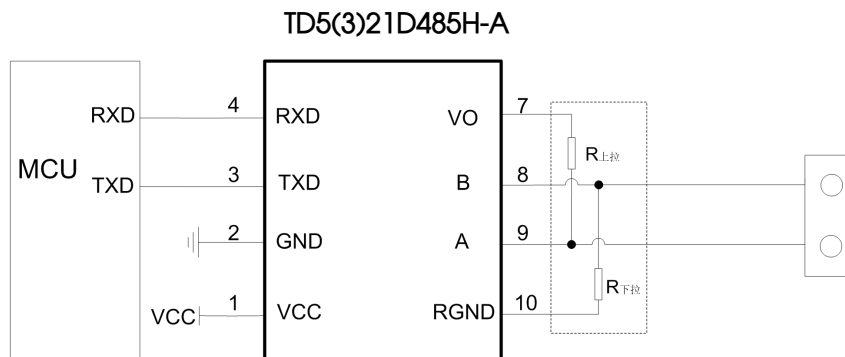 TD5(3)21D485H-A
RXD 4 RXD VO 7
R上拉
MCU
TXD 3 TXD B 8
2 GND A 9
R下拉
VCC 1 VCC RGND 10